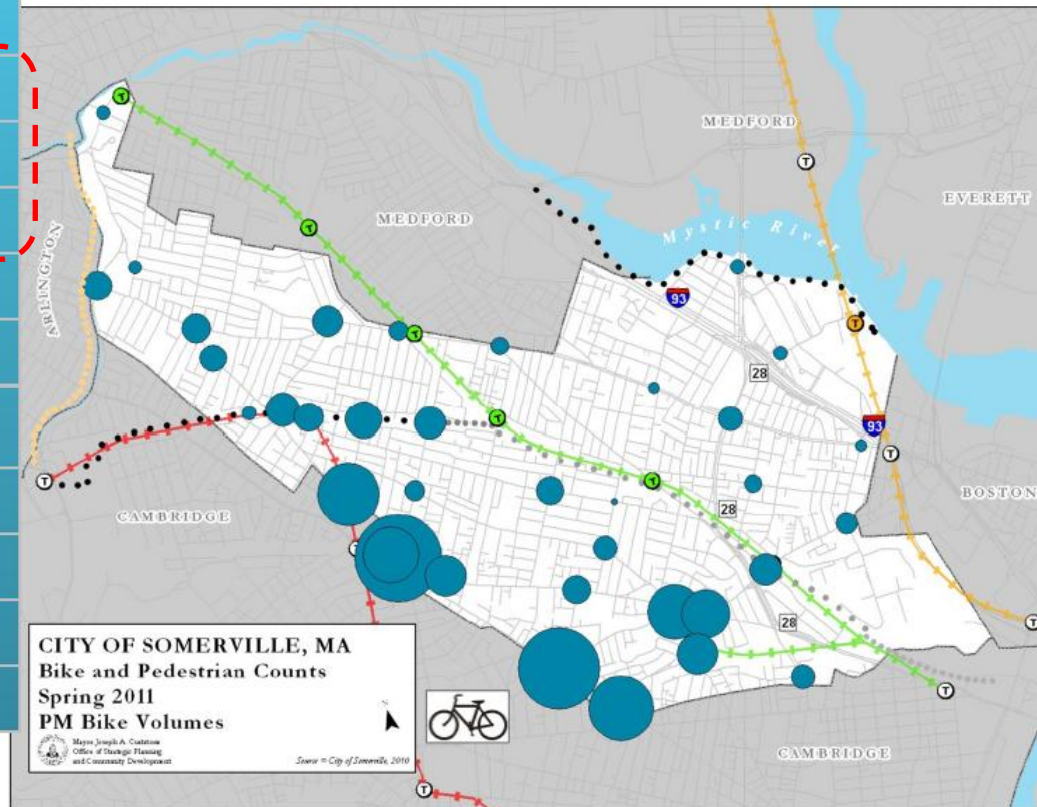 MEDFORD
EVERETT
MEDFORD
Mystic River
ARLINGTON
93
T
T
T
T
28
T
T
T
93
T
T
T
BOSTON
CAMBRIDGE
28
T
T
28
CITY OF SOMERVILLE, MA
Bike and Pedestrian Counts
Spring 2011
PM Bike Volumes
Mayor Joseph A. Curtatone
Office of Strategic Planning
and Community Development
Source = City of Somerville, 2010
T
CAMBRIDGE
T